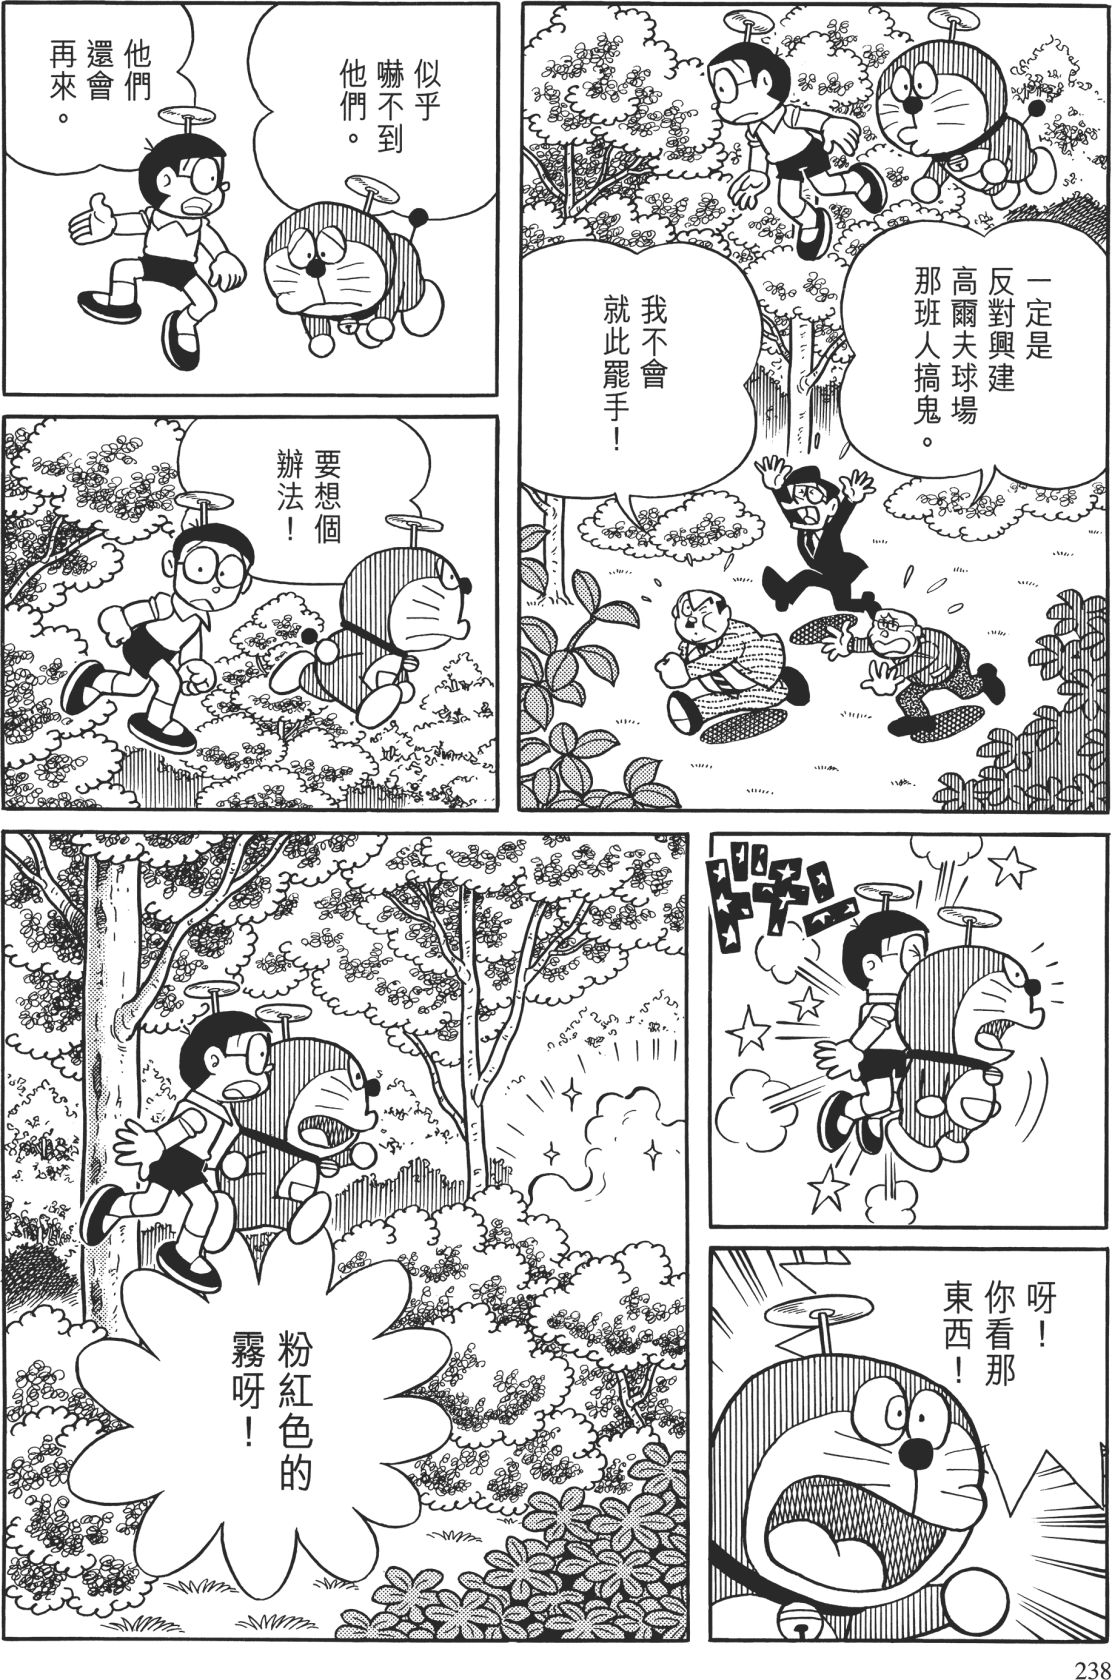 一定是
反對興建
高爾夫球場
那班人搞鬼。
我不會
就此罷手！
似乎
嚇不到
他們。
他們
還會
再來。
要想個
辦法！
呀！
你看那
東西！
粉紅色的
霧呀！
238